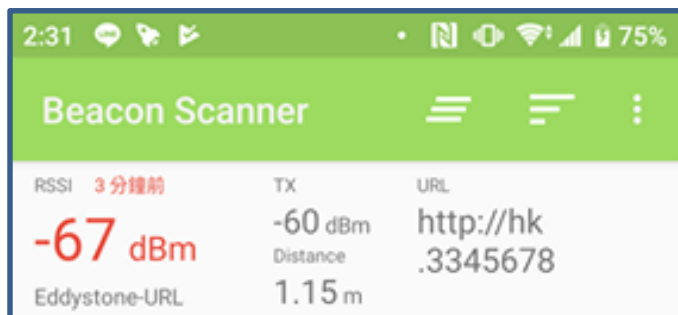 2:31 75%
Beacon Scanner
RSSI 3 分鐘前
-67 dBm
Eddystone-URL
TX
-60 dBm
Distance
1.15 m
URL
http://hk
.3345678